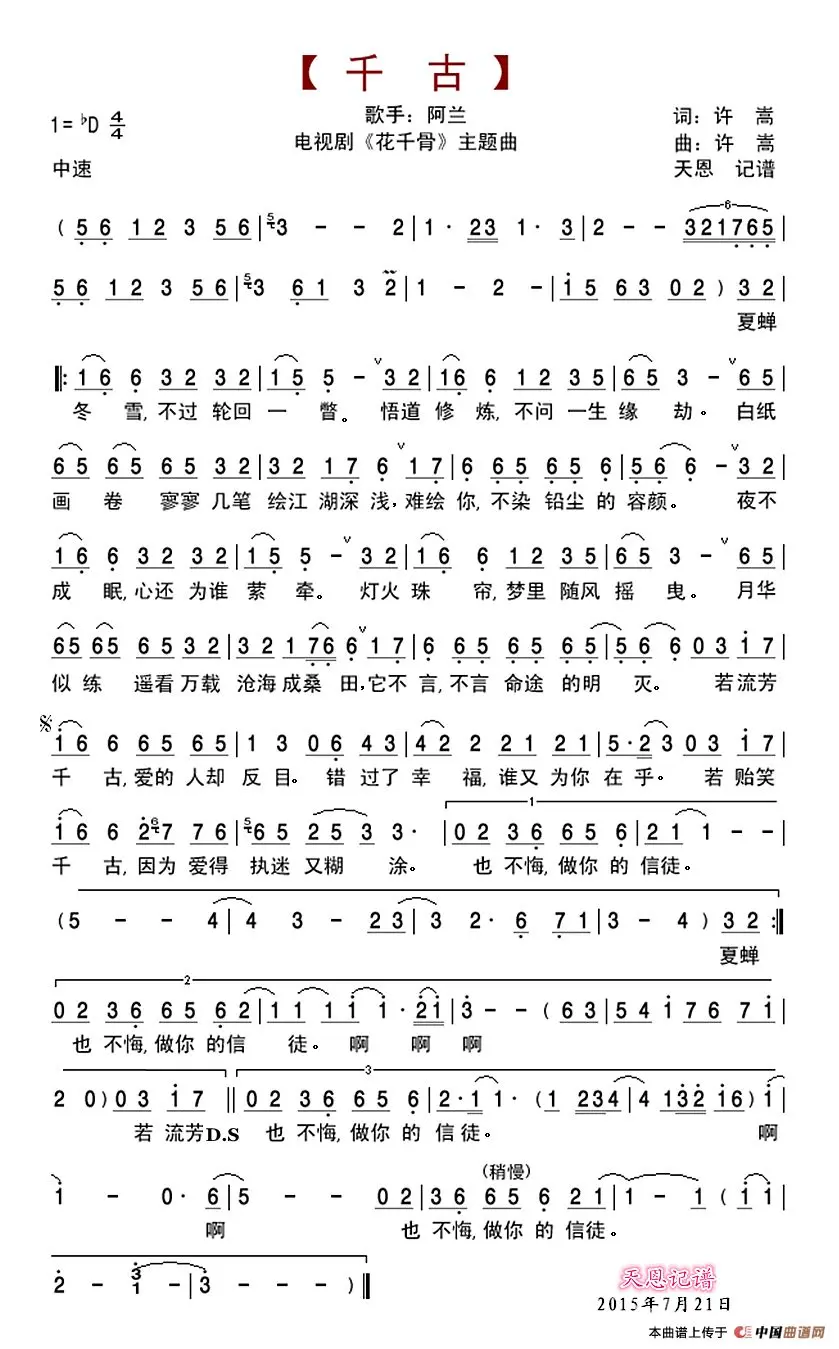 【 千 古 】
1= ♭D 4/4
歌手：阿兰
词：许 嵩
电视剧《花千骨》主题曲
曲：许 嵩
中速
天恩 记谱
( 5 6 1 2 3 5 6 | 5 3 - - 2 | 1 · 2 3 1 · 3 | 2 - - 3 2 1 7 6 5 |
6
5 6 1 2 3 5 6 | 5 3 6 1 3 2 | 1 - 2 - | 1 5 6 3 0 2 ) 3 2 |
夏蝉
‖: 1 6 6 3 2 3 2 | 1 5 5 - ∨ 3 2 | 1 6 6 1 2 3 5 | 6 5 3 - ∨ 6 5 |
冬 雪, 不过 轮回 一 瞥。 悟道 修 炼, 不问 一生 缘 劫。 白纸
6 5 6 5 6 5 3 2 | 3 2 1 7 6 ∨ 1 7 | 6 6 5 6 5 6 5 | 5 6 6 - ∨ 3 2 |
画 卷 寥寥 几笔 绘江 湖深 浅, 难绘 你, 不染 铅尘 的 容颜。 夜不
1 6 6 3 2 3 2 | 1 5 5 - ∨ 3 2 | 1 6 6 1 2 3 5 | 6 5 3 - ∨ 6 5 |
成 眠, 心还 为谁 萦 牵。 灯火 珠 帘, 梦里 随风 摇 曳。 月华
6 5 6 5 6 5 3 2 | 3 2 1 7 6 6 ∨ 1 7 | 6 6 5 6 5 6 5 | 5 6 6 0 3 1 7 |
似 练 遥看 万载 沧海 成桑 田, 它不 言, 不言 命途 的明 灭。 若流芳
𝄋 1 6 6 6 5 6 5 | 1 3 0 6 4 3 | 4 2 2 2 1 2 1 | 5 · 2 3 0 3 1 7 |
千 古, 爱的 人却 反 目。 错 过了 幸 福, 谁又 为你 在 乎。 若 贻笑
1
1 6 6 2 6 7 7 6 | 5 6 5 2 5 3 3 · | 0 2 3 6 6 5 6 | 2 1 1 - - |
千 古, 因为 爱得 执迷 又糊 涂。 也 不悔, 做你 的 信徒。
( 5 - - 4 | 4 3 - 2 3 | 3 2 · 6 7 1 | 3 - 4 ) 3 2 :‖
夏蝉
2
0 2 3 6 6 5 6 2 | 1 1 1 1 1 · 2 1 | 3 - - ( 6 3 | 5 4 1 7 6 7 1 |
也 不悔, 做你 的信 徒。 啊 啊 啊
3
2 0 ) 0 3 1 7 ‖ 0 2 3 6 6 5 6 | 2 · 1 1 · ( 1 2 3 4 | 4 1 3 2 1 6 ) 1 |
若 流芳D.S 也 不悔, 做你 的 信徒。 啊
(稍慢)
1 - 0 · 6 | 5 - - 0 2 | 3 6 6 5 6 2 1 | 1 - 1 ( 1 | 1
啊 也 不悔, 做你 的 信徒。
2 - 3 1 - | 3 - - - ) ‖
天恩记谱
2015年7月21日
本曲谱上传于 中国曲谱网